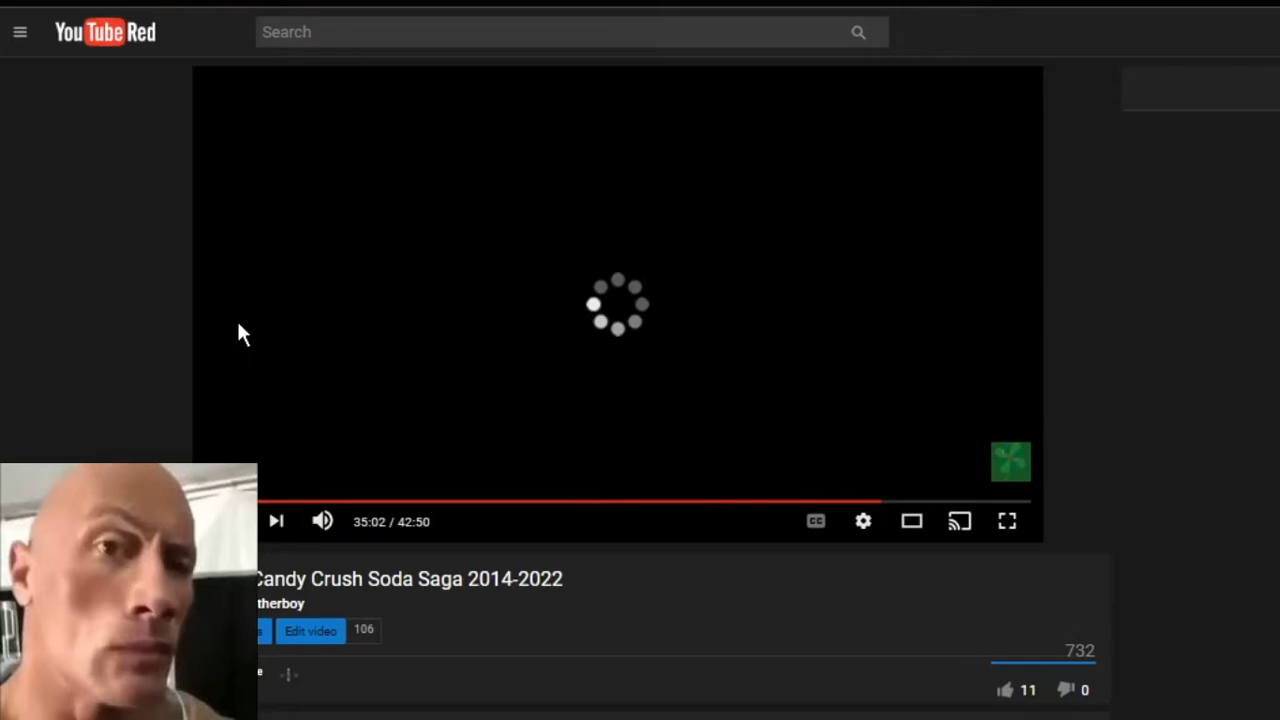 YouTube Red
Search
35:02 / 42:50
CC
Candy Crush Soda Saga 2014-2022
therboy
s
Edit video
106
732
e
11
0